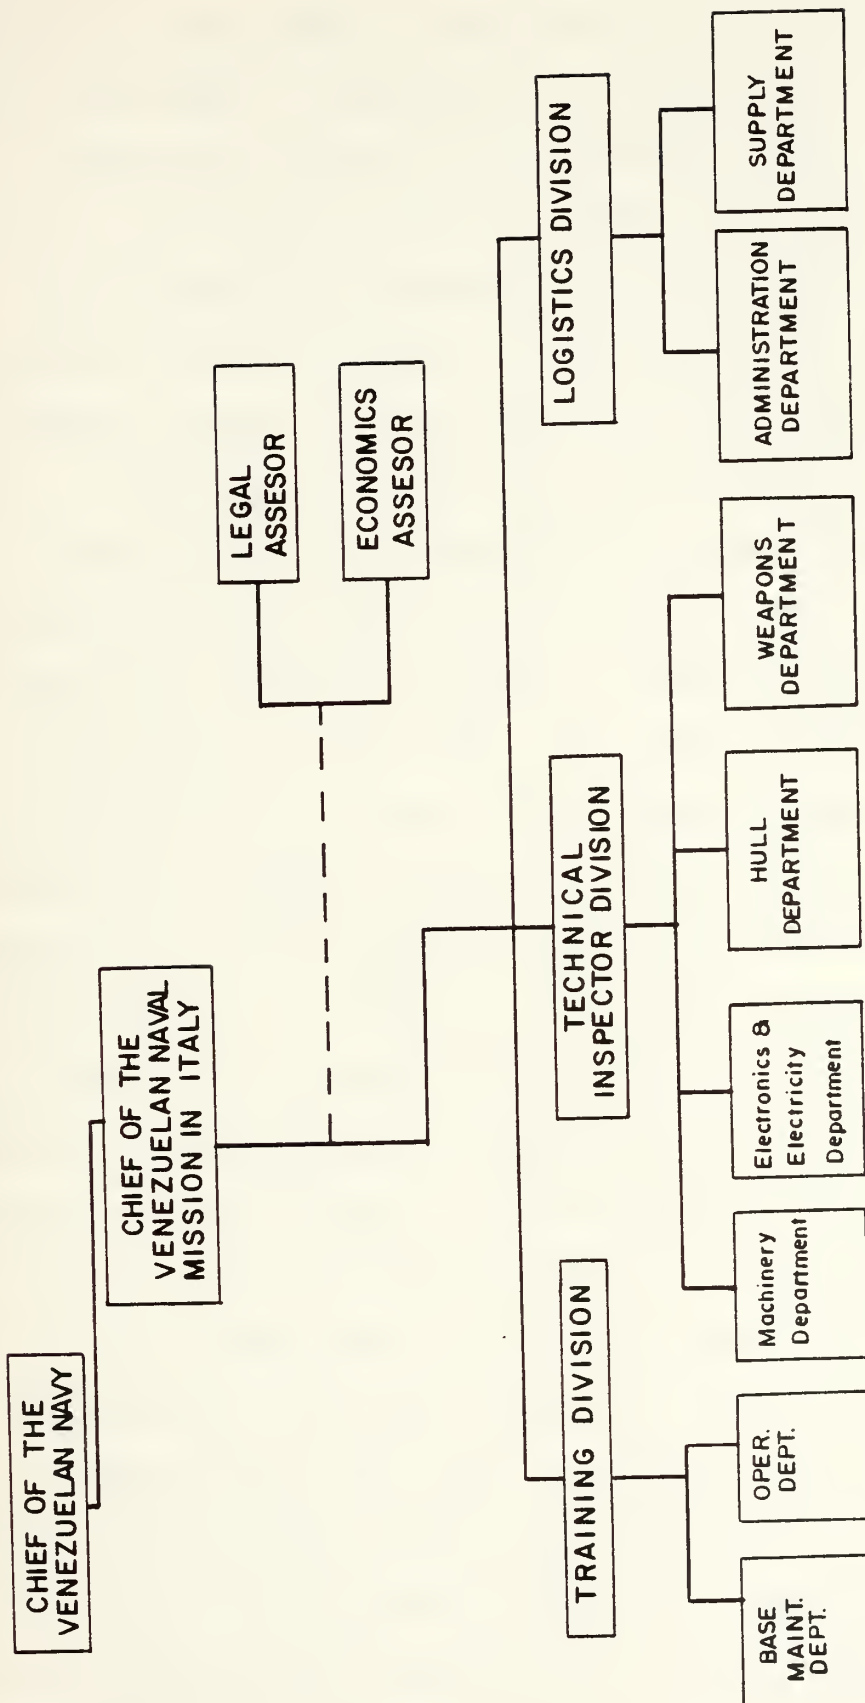 CHIEF OF THE
VENEZUELAN NAVY
CHIEF OF THE
VENEZUELAN NAVAL
MISSION IN ITALY
LEGAL
ASSESOR
ECONOMICS
ASSESOR
TRAINING DIVISION
TECHNICAL
INSPECTOR DIVISION
LOGISTICS DIVISION
BASE
MAINT.
DEPT.
OPER.
DEPT.
Machinery
Department
Electronics &
Electricity
Department
HULL
DEPARTMENT
WEAPONS
DEPARTMENT
ADMINISTRATION
DEPARTMENT
SUPPLY
DEPARTMENT